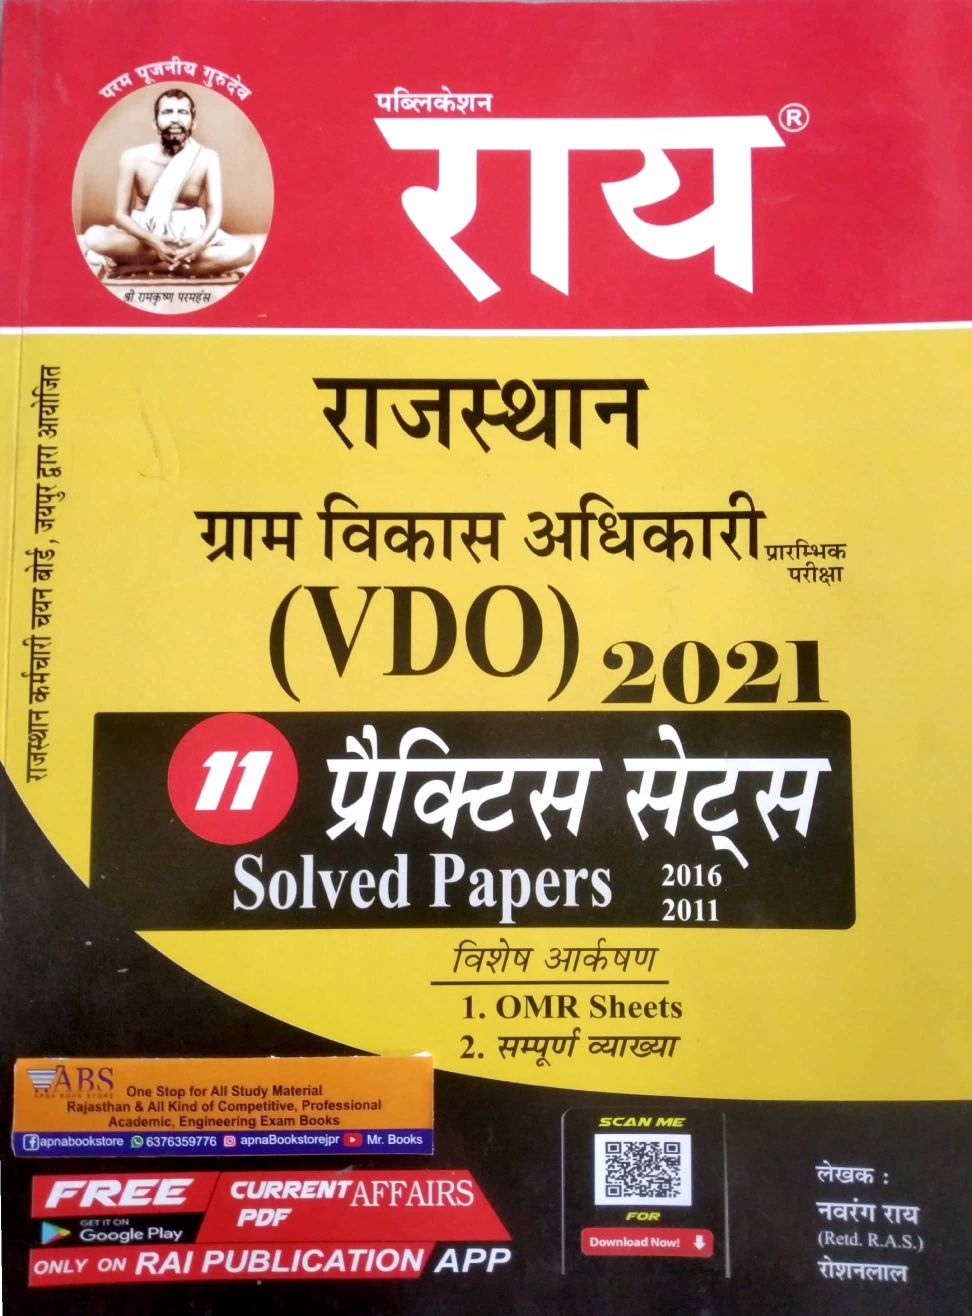 परम पूजनीय गुरुदेव
श्री रामकृष्ण परमहंस
पब्लिकेशन
राय ®
राजस्थान कर्मचारी चयन बोर्ड, जयपुर द्वारा आयोजित
राजस्थान
ग्राम विकास अधिकारी प्रारम्भिक
परीक्षा
(VDO) 2021
11 प्रैक्टिस सेट्स
Solved Papers 2016
2011
विशेष आर्कषण
1. OMR Sheets
2. सम्पूर्ण व्याख्या
ABS
APNA BOOK STORE
One Stop for All Study Material
Rajasthan & All Kind of Competitive, Professional
Academic, Engineering Exam Books
apnabookstore 6376359776 apnaBookstorejpr Mr. Books
FREE CURRENT AFFAIRS
PDF
GET IT ON
Google Play
ONLY ON RAI PUBLICATION APP
SCAN ME
FOR
Download Now!
लेखक :
नवरंग राय
(Retd. R.A.S.)
रोशनलाल